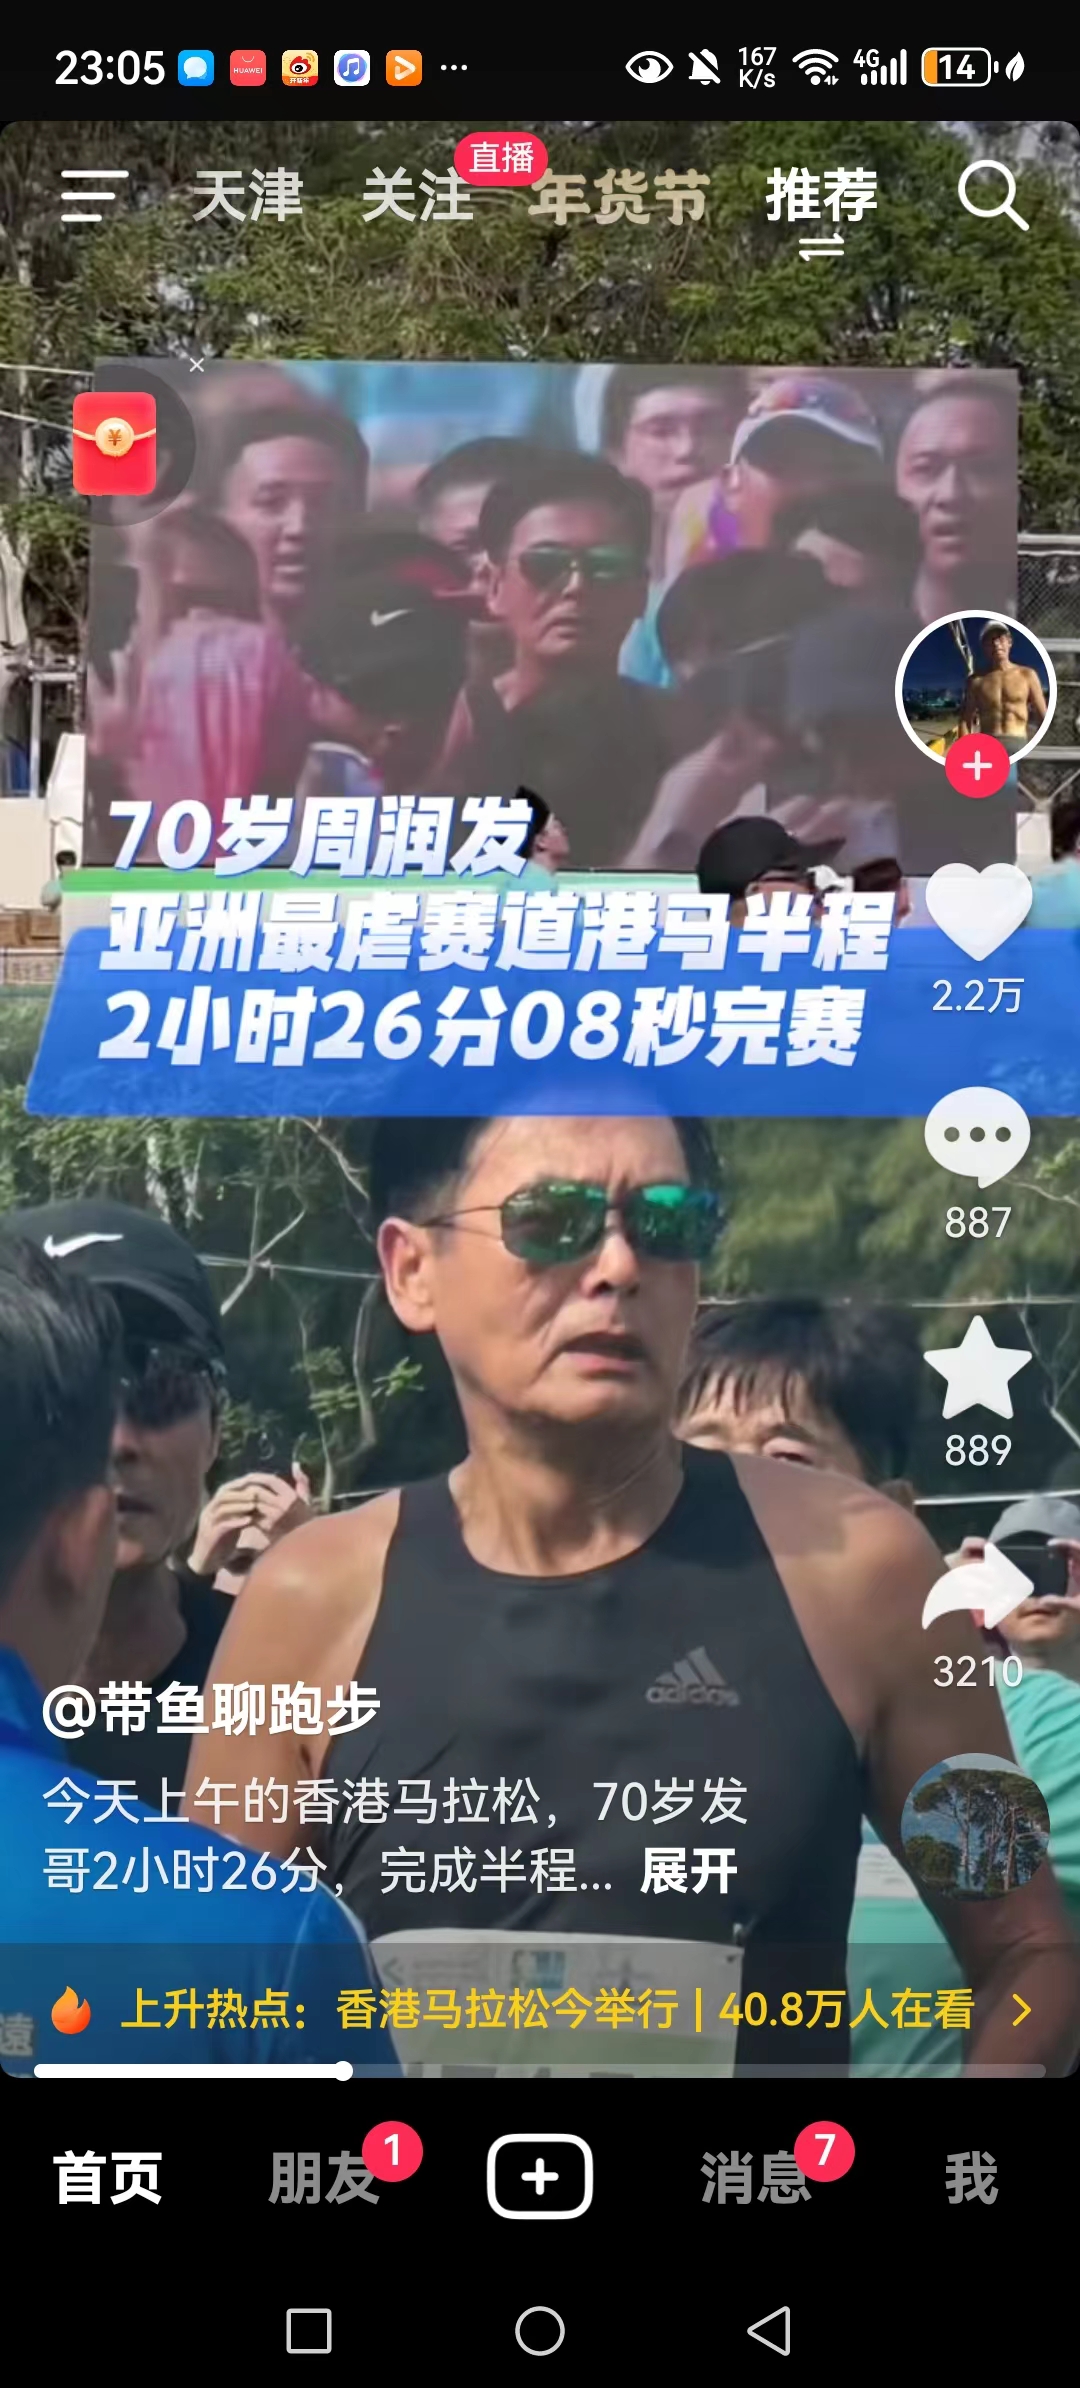 23:05
HUAWEI
167
K/s
4G
14
直播
天津 关注 年货节 推荐
¥
70岁周润发
亚洲最虐赛道港马半程
2小时26分08秒完赛
2.2万
887
889
3210
adidas
@带鱼聊跑步
今天上午的香港马拉松，70岁发
哥2小时26分，完成半程... 展开
上升热点：香港马拉松今举行 | 40.8万人在看
遠
首页 朋友 1 消息 7 我